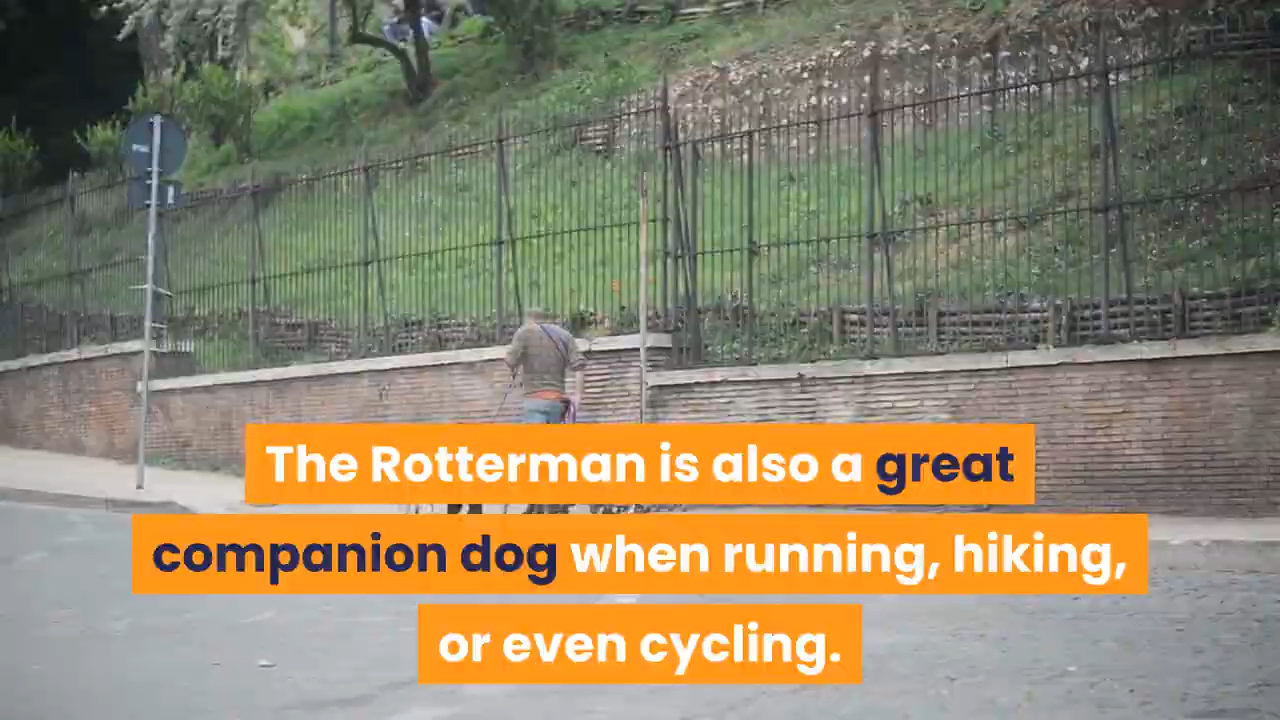 The Rotterman is also a great
companion dog when running, hiking,
or even cycling.